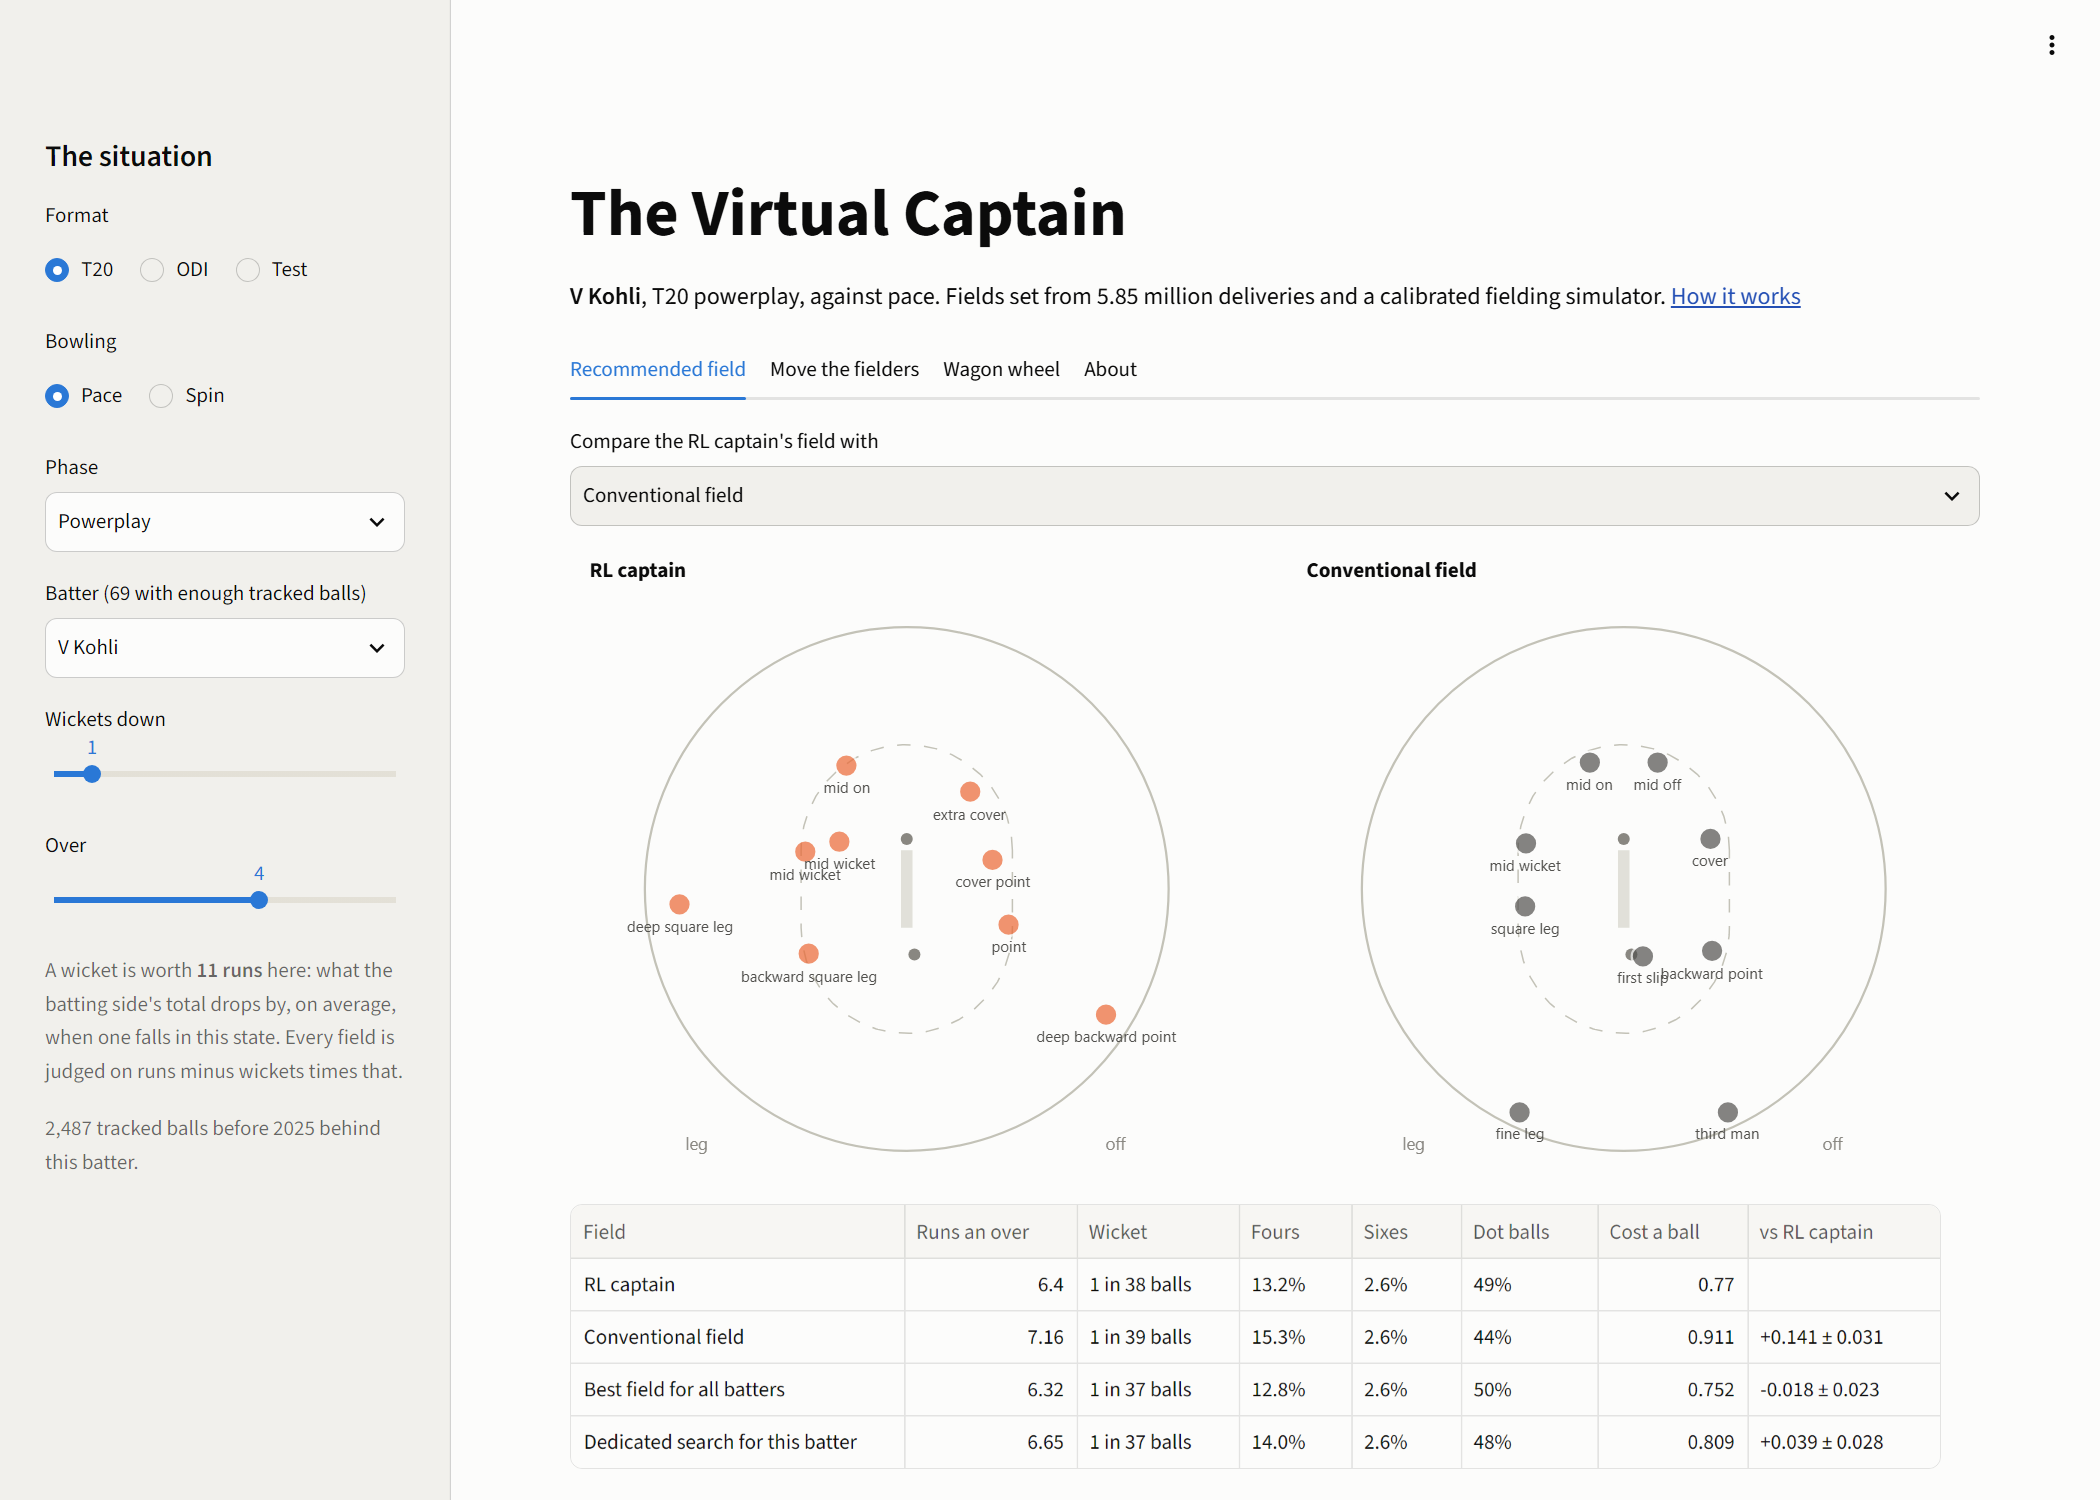 The situation
Format
T20 ODI Test
Bowling
Pace Spin
Phase
Powerplay
Batter (69 with enough tracked balls)
V Kohli
Wickets down
1
Over
4
A wicket is worth 11 runs here: what the
batting side's total drops by, on average,
when one falls in this state. Every field is
judged on runs minus wickets times that.
2,487 tracked balls before 2025 behind
this batter.
The Virtual Captain
V Kohli, T20 powerplay, against pace. Fields set from 5.85 million deliveries and a calibrated fielding simulator. How it works
Recommended field Move the fielders Wagon wheel About
Compare the RL captain's field with
Conventional field
RL captain
mid on
extra cover
mid wicket
mid wicket
cover point
deep square leg
point
backward square leg
deep backward point
leg off
Conventional field
mid on mid off
mid wicket cover
square leg
first slip backward point
fine leg third man
leg off
Field Runs an over Wicket Fours Sixes Dot balls Cost a ball vs RL captain
RL captain 6.4 1 in 38 balls 13.2% 2.6% 49% 0.77
Conventional field 7.16 1 in 39 balls 15.3% 2.6% 44% 0.911 +0.141 ± 0.031
Best field for all batters 6.32 1 in 37 balls 12.8% 2.6% 50% 0.752 -0.018 ± 0.023
Dedicated search for this batter 6.65 1 in 37 balls 14.0% 2.6% 48% 0.809 +0.039 ± 0.028